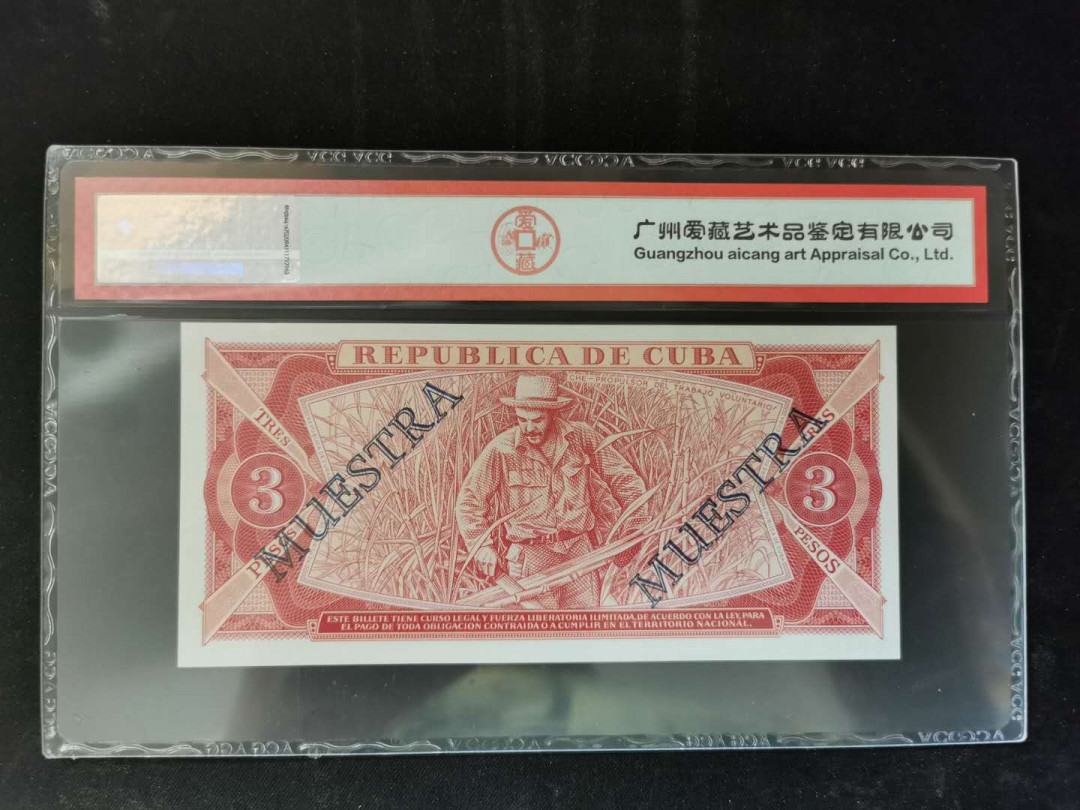 广州爱藏艺术品鉴定有限公司
Guangzhou aicang art Appraisal Co., Ltd.
爱
藏
REPUBLICA DE CUBA
CHE-PROPULSOR DEL TRABAJO VOLUNTARIO
TRES
3
PESOS
MUESTRA
MUESTRA
3
PESOS
ESTE BILLETE TIENE CURSO LEGAL Y FUERZA LIBERATORIA ILIMITADA, DE ACUERDO CON LA LEY, PARA
EL PAGO DE TODA OBLIGACION CONTRAIDA O A CUMPLIR EN EL TERRITORIO NACIONAL.